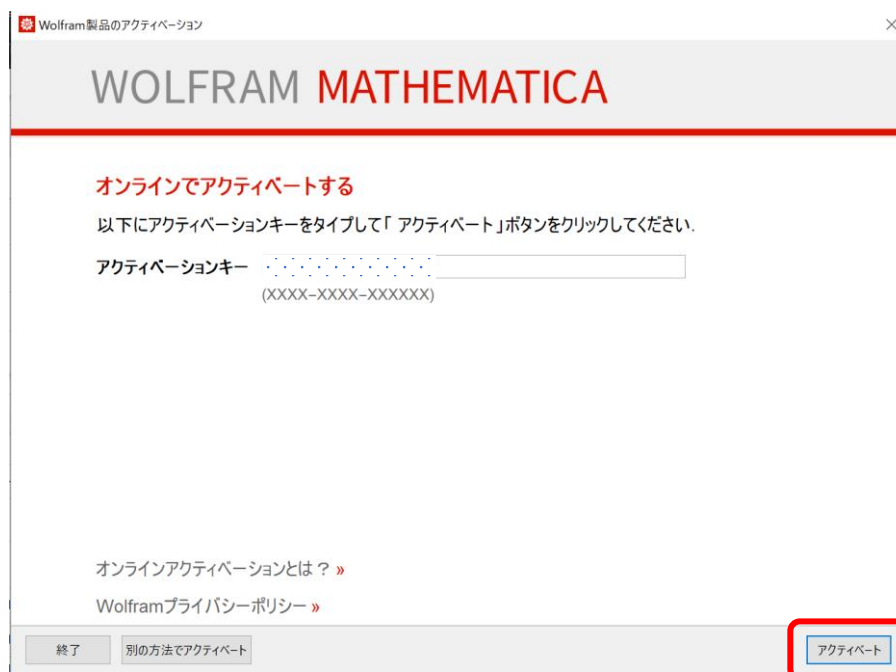 Wolfram製品のアクティベーション
WOLFRAM MATHEMATICA
オンラインでアクティベートする
以下にアクティベーションキーをタイプして「アクティベート」ボタンをクリックしてください.
アクティベーションキー
(XXXX-XXXX-XXXXXX)
オンラインアクティベーションとは？ »
Wolframプライバシーポリシー »
終了 別の方法でアクティベート アクティベート